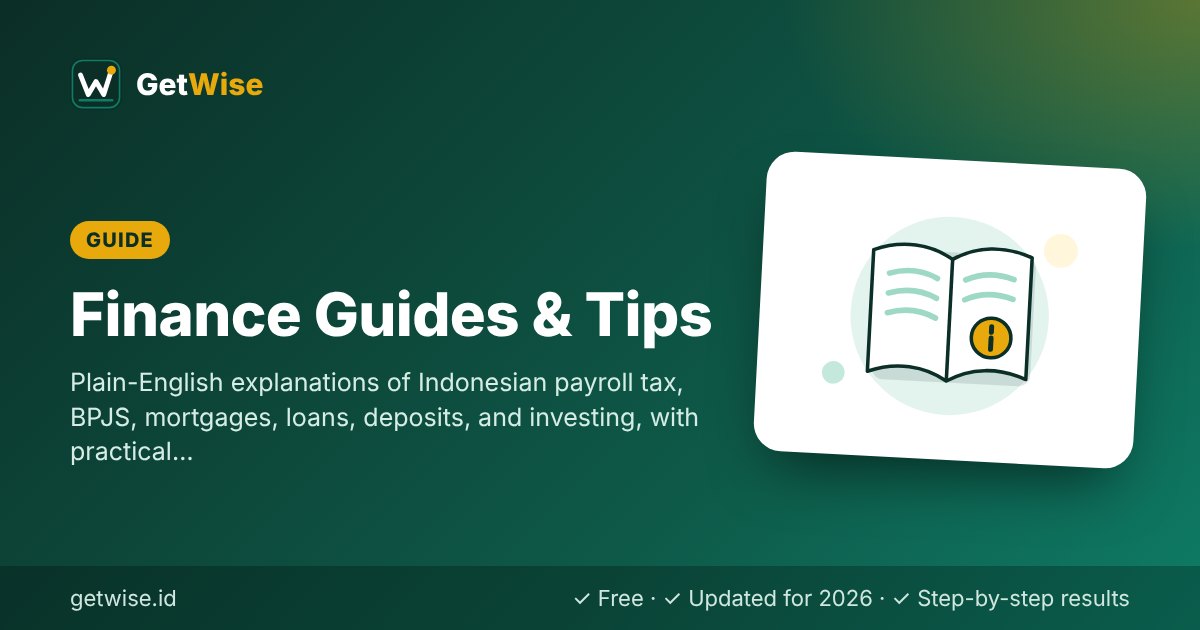 GetWise
GUIDE
Finance Guides & Tips
Plain-English explanations of Indonesian payroll tax,
BPJS, mortgages, loans, deposits, and investing, with
practical...
getwise.id
✓ Free · ✓ Updated for 2026 · ✓ Step-by-step results